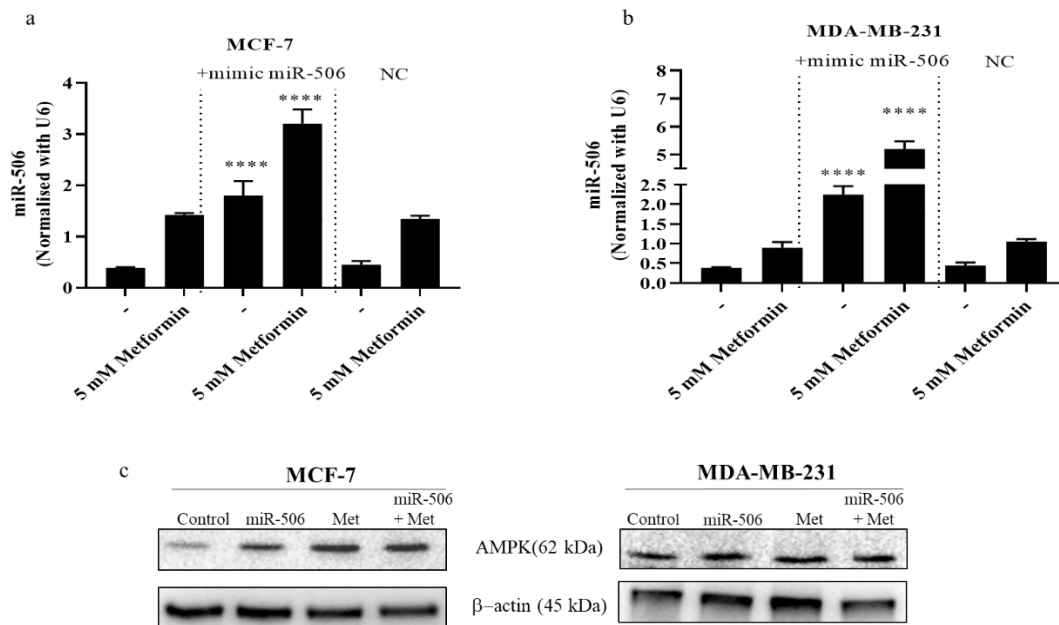 a
MCF-7
+mimic miR-506
NC
****
****
4
3
2
1
0
miR-506
(Normalised with U6)
-
5 mM Metformin
-
5 mM Metformin
-
5 mM Metformin
b
MDA-MB-231
+mimic miR-506
NC
****
****
8
7
6
5
2.5
2.0
1.5
1.0
0.5
0.0
miR-506
(Normalized with U6)
-
5 mM Metformin
-
5 mM Metformin
-
5 mM Metformin
c
MCF-7
Control
miR-506
Met
miR-506
+ Met
MDA-MB-231
Control
miR-506
Met
miR-506
+ Met
AMPK(62 kDa)
β–actin (45 kDa)